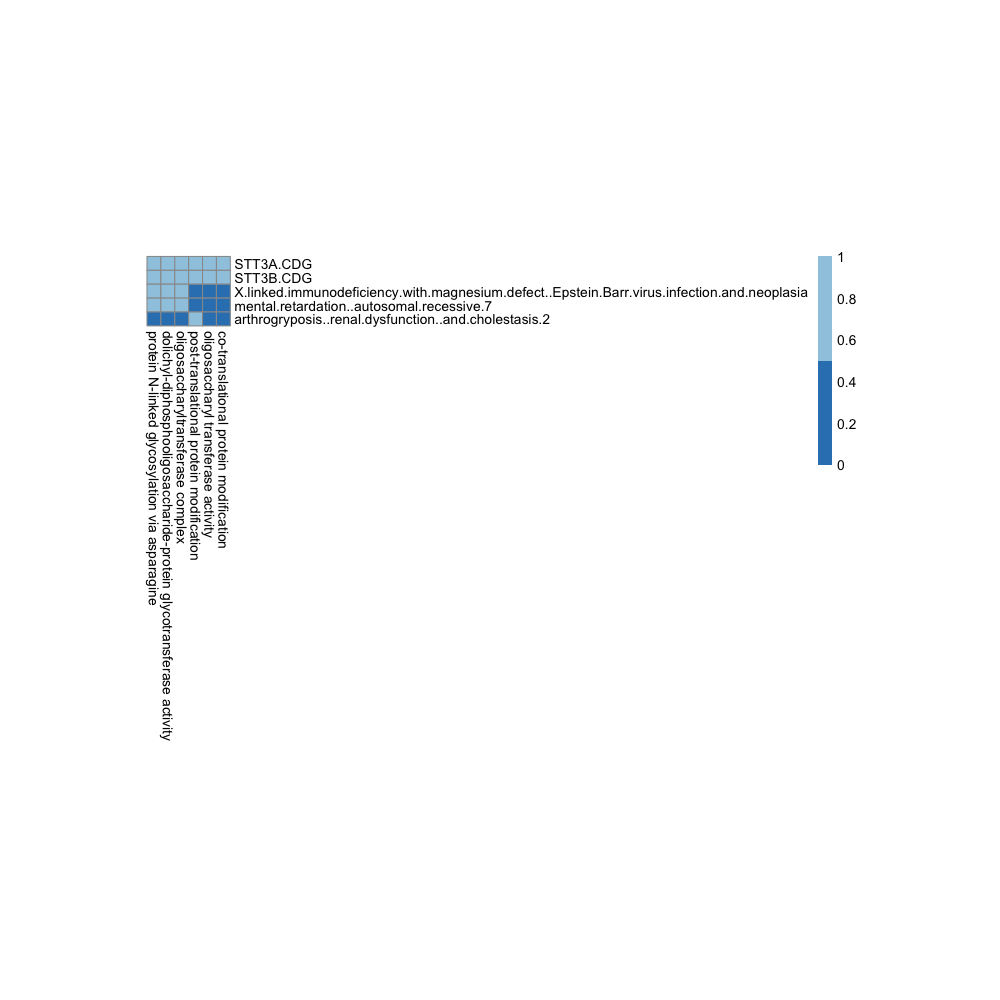 STT3A.CDG
STT3B.CDG
X.linked.immunodeficiency.with.magnesium.defect..Epstein.Barr.virus.infection.and.neoplasia
mental.retardation..autosomal.recessive.7
arthrogryposis..renal.dysfunction..and.cholestasis.2
protein N-linked glycosylation via asparagine
dolichyl-diphosphooligosaccharide-protein glycotransferase activity
oligosaccharyltransferase complex
post-translational protein modification
oligosaccharyl transferase activity
co-translational protein modification
1
0.8
0.6
0.4
0.2
0